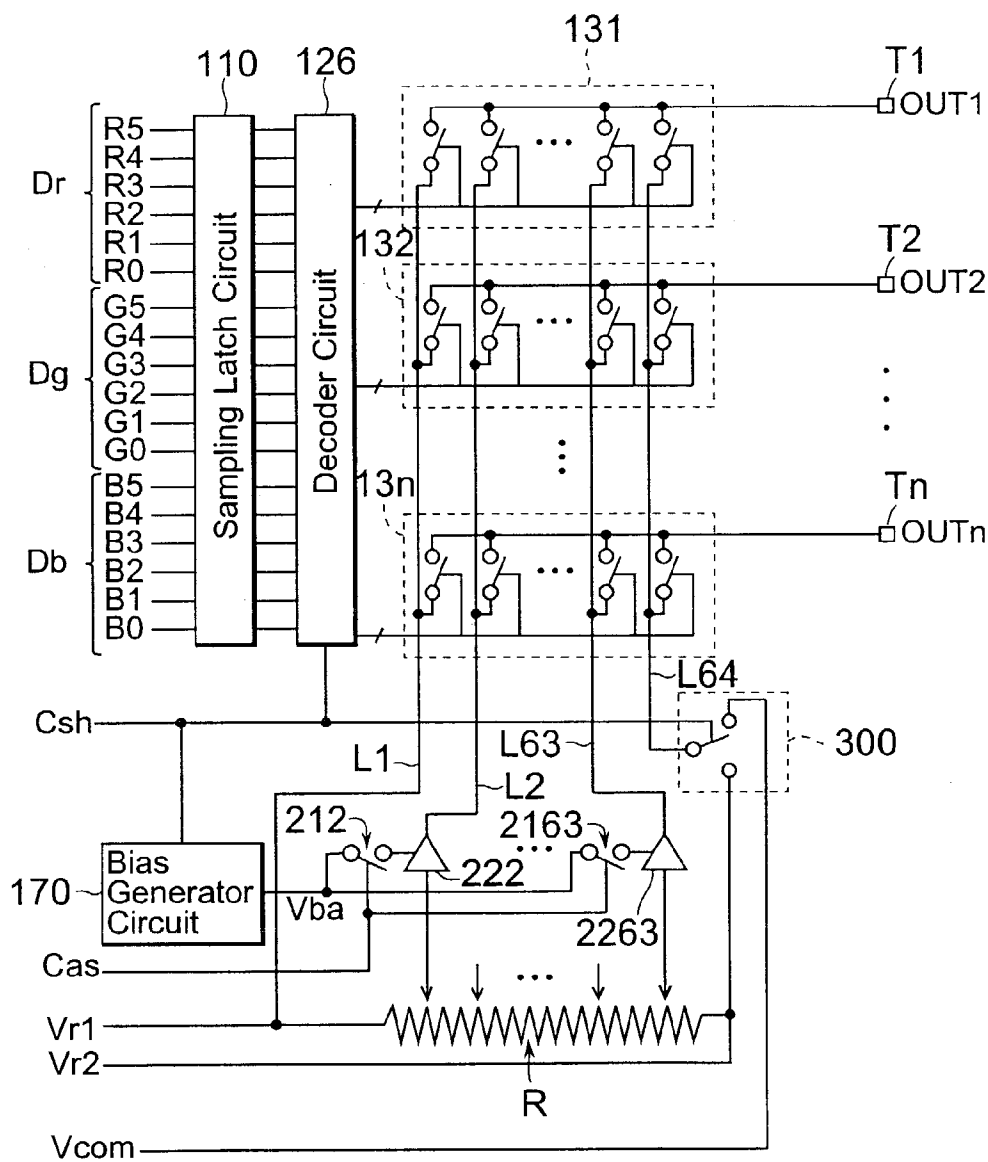 131
110
126
T1
OUT1
R5
R4
R3
R2
R1
R0
Dr
Sampling Latch Circuit
Decoder Circuit
132
T2
OUT2
G5
G4
G3
G2
G1
G0
Dg
13n
Tn
OUTn
B5
B4
B3
B2
B1
B0
Db
L64
Csh
L1
L63
300
L2
212
2163
Bias
Generator
Circuit
170
222
Vba
2263
Cas
Vr1
Vr2
R
Vcom